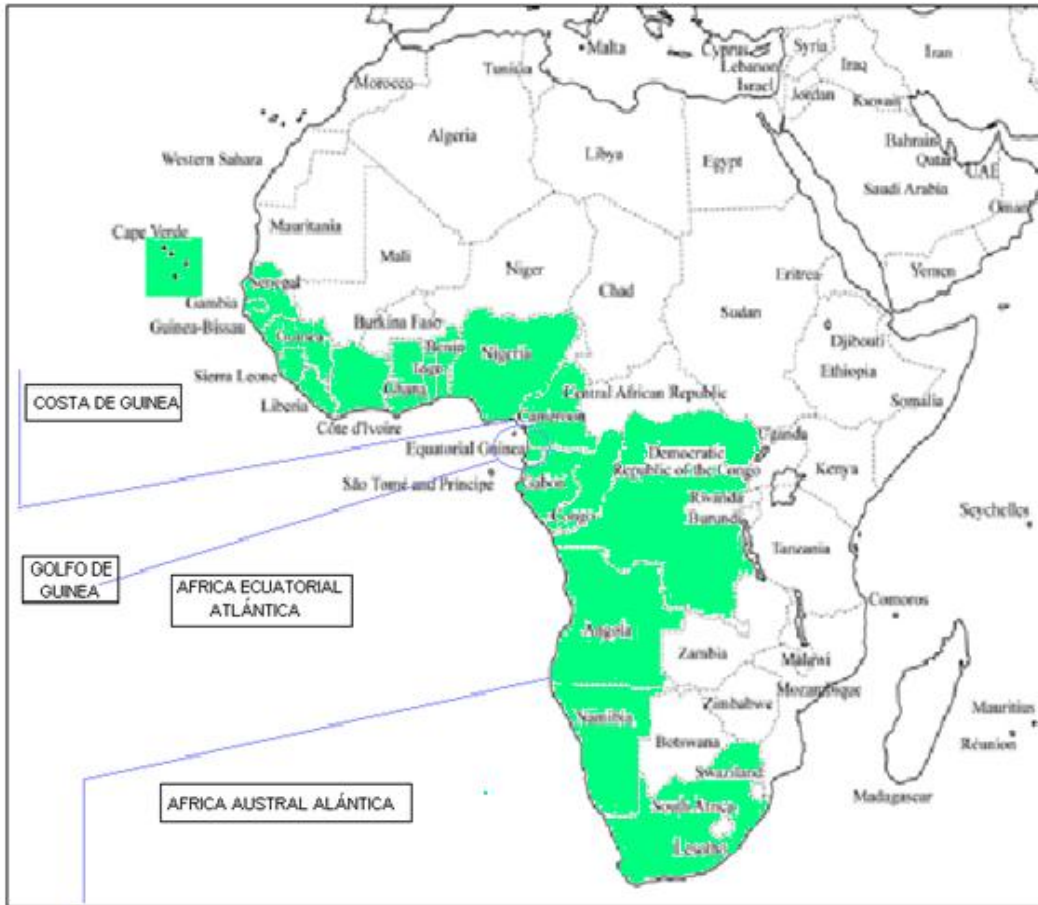 Malta
Cyprus
Syria
Lebanon
Israel
Iraq
Iran
Tunisia
Morocco
Jordan
Kuwait
Algeria
Libya
Egypt
Bahrain
Qatar
UAE
Western Sahara
Saudi Arabia
Oman
Mauritania
Cape Verde
Mali
Niger
Chad
Eritrea
Yemen
Senegal
Gambia
Guinea-Bissau
Burkina Faso
Sudan
Djibouti
Guinea
Benin
Nigeria
Togo
Ethiopia
Sierra Leone
Ghana
Central African Republic
Somalia
COSTA DE GUINEA
Liberia
Côte d'Ivoire
Cameroon
Equatorial Guinea
Uganda
Democratic
Republic of the Congo
Kenya
São Tomé and Príncipe
Gabon
Rwanda
Congo
Burundi
Seychelles
Tanzania
GOLFO DE
GUINEA
AFRICA ECUATORIAL
ATLÁNTICA
Comoros
Angola
Zambia
Malawi
Mozambique
Namibia
Zimbabwe
Mauritius
Botswana
Réunion
Swaziland
AFRICA AUSTRAL ALÁNTICA
South Africa
Madagascar
Lesotho